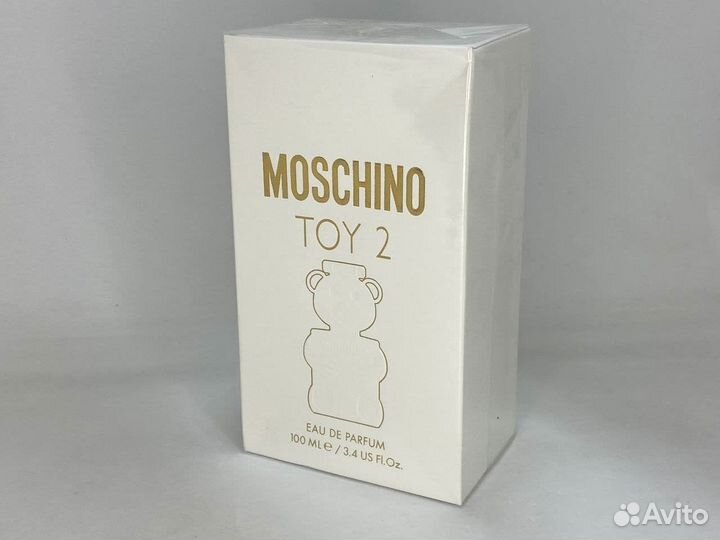 MOSCHINO
TOY 2
EAU DE PARFUM
100 ML ℮ / 3.4 US Fl.Oz.
Avito